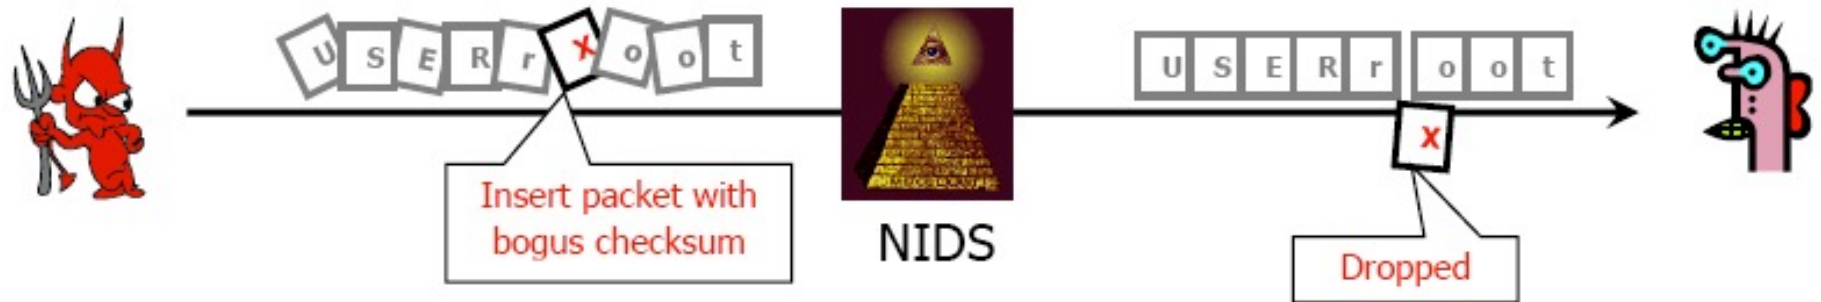 U S E R r X o o t
U S E R r o o t
X
Insert packet with
bogus checksum
NIDS
Dropped